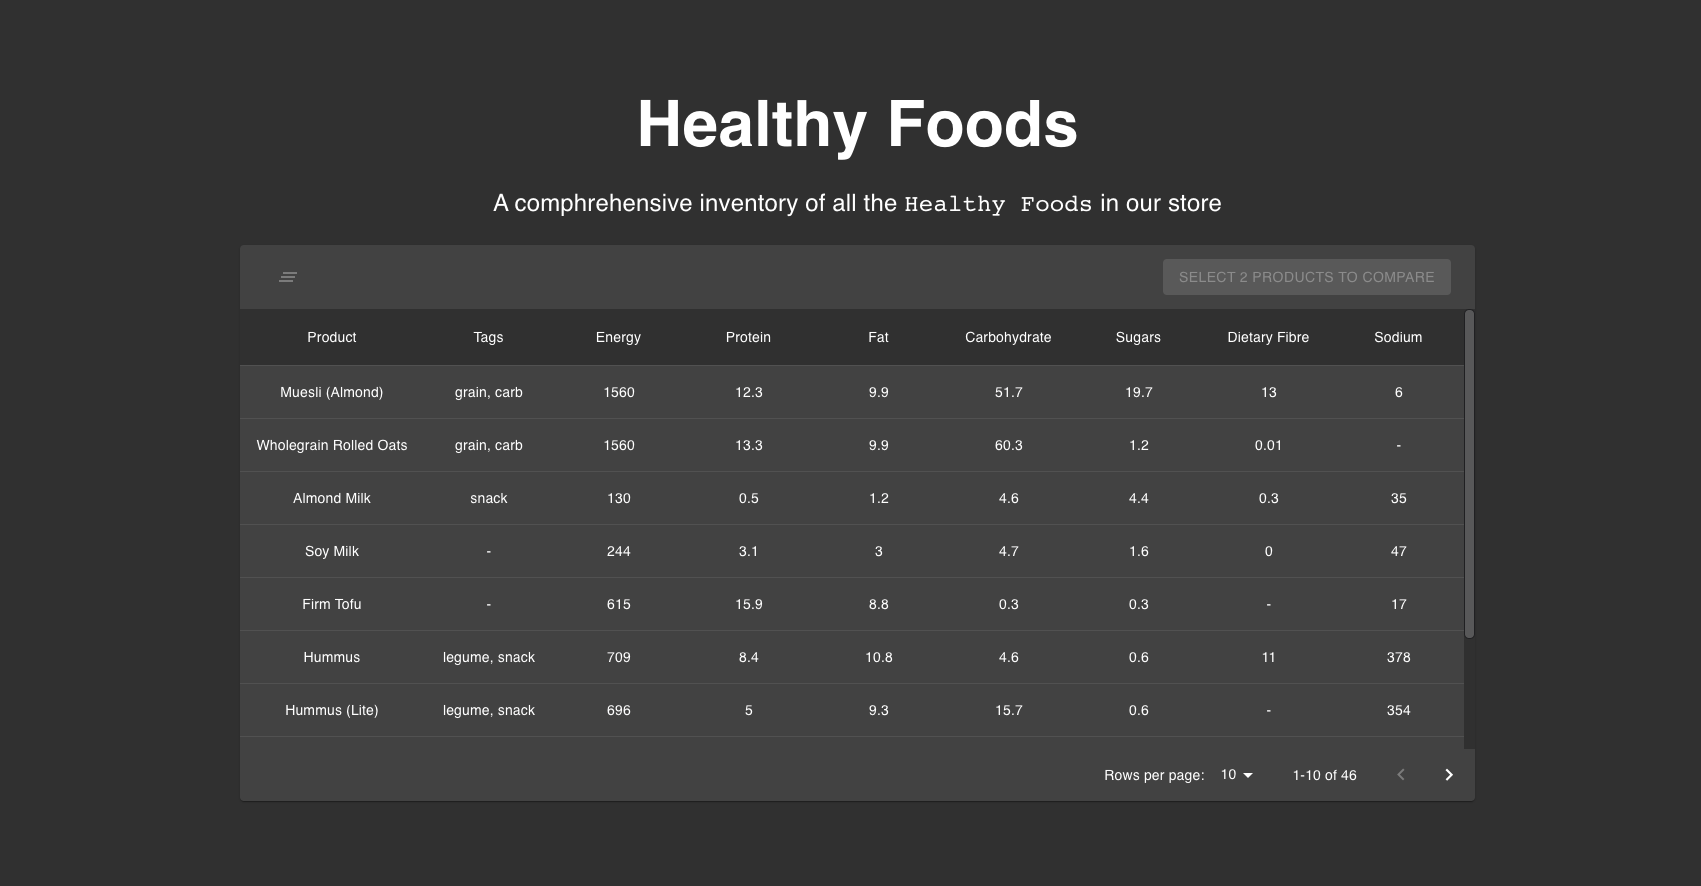 Healthy Foods
A comphrehensive inventory of all the Healthy Foods in our store
SELECT 2 PRODUCTS TO COMPARE
Product Tags Energy Protein Fat Carbohydrate Sugars Dietary Fibre Sodium
Muesli (Almond) grain, carb 1560 12.3 9.9 51.7 19.7 13 6
Wholegrain Rolled Oats grain, carb 1560 13.3 9.9 60.3 1.2 0.01 -
Almond Milk snack 130 0.5 1.2 4.6 4.4 0.3 35
Soy Milk - 244 3.1 3 4.7 1.6 0 47
Firm Tofu - 615 15.9 8.8 0.3 0.3 - 17
Hummus legume, snack 709 8.4 10.8 4.6 0.6 11 378
Hummus (Lite) legume, snack 696 5 9.3 15.7 0.6 - 354
Rows per page: 10 1-10 of 46